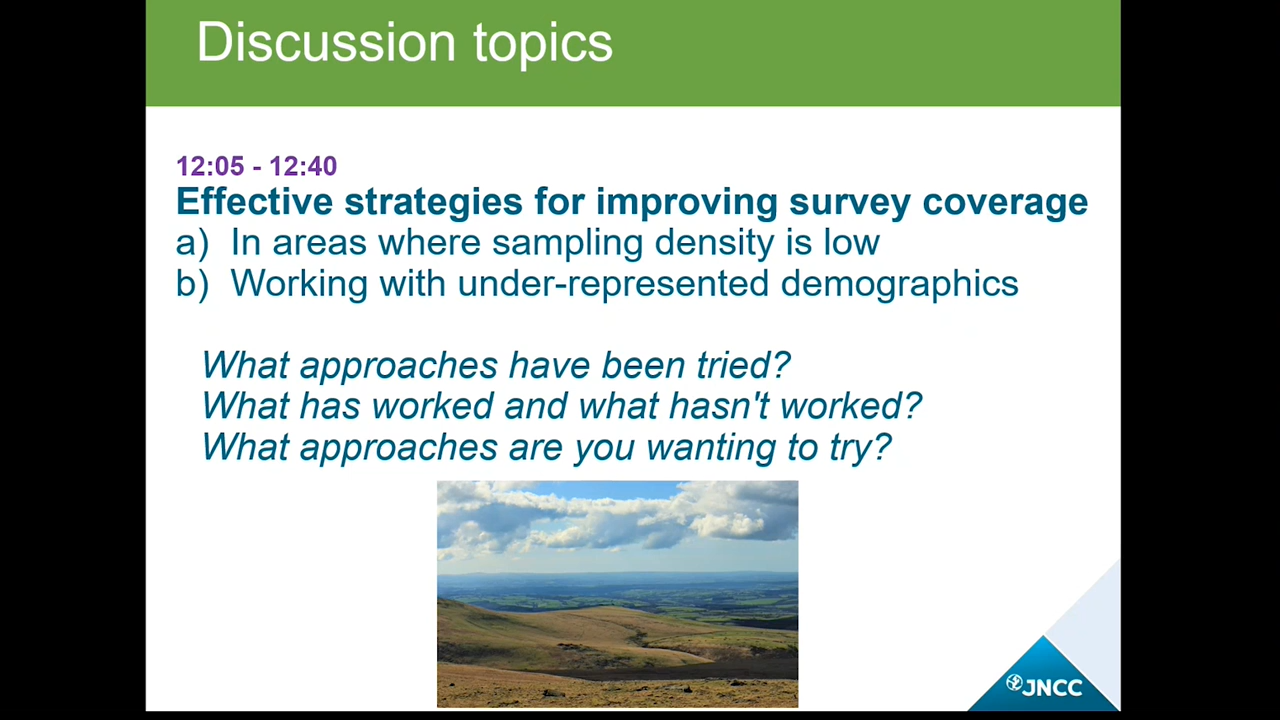 Discussion topics
12:05 - 12:40
Effective strategies for improving survey coverage
a) In areas where sampling density is low
b) Working with under-represented demographics
What approaches have been tried?
What has worked and what hasn't worked?
What approaches are you wanting to try?
JNCC